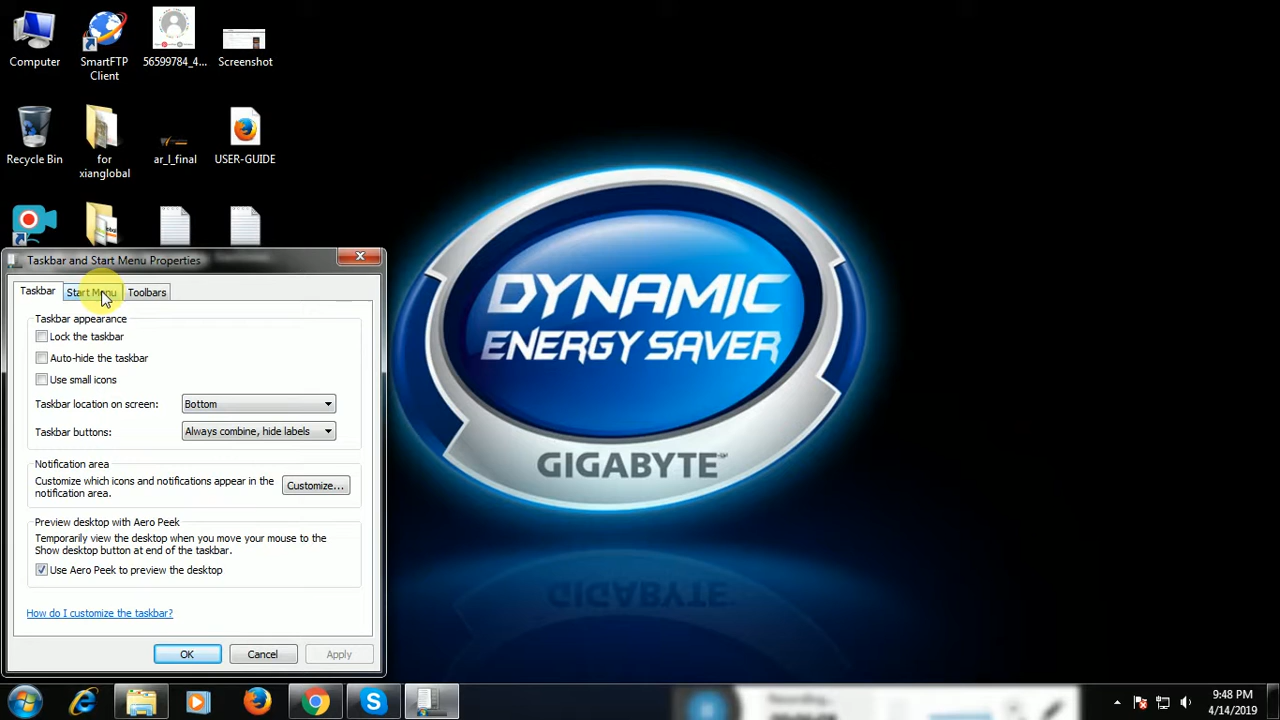 Computer
SmartFTP
Client
56599784_4...
Screenshot
Recycle Bin
for
xianglobal
ar_l_final
USER-GUIDE
Taskbar and Start Menu Properties
Taskbar
Start Menu
Toolbars
Taskbar appearance
Lock the taskbar
Auto-hide the taskbar
Use small icons
Taskbar location on screen:
Bottom
Taskbar buttons:
Always combine, hide labels
Notification area
Customize which icons and notifications appear in the
notification area.
Customize...
Preview desktop with Aero Peek
Temporarily view the desktop when you move your mouse to the
Show desktop button at end of the taskbar.
Use Aero Peek to preview the desktop
How do I customize the taskbar?
OK
Cancel
Apply
DYNAMIC
ENERGY SAVER
GIGABYTE
Recording...
9:48 PM
4/14/2019